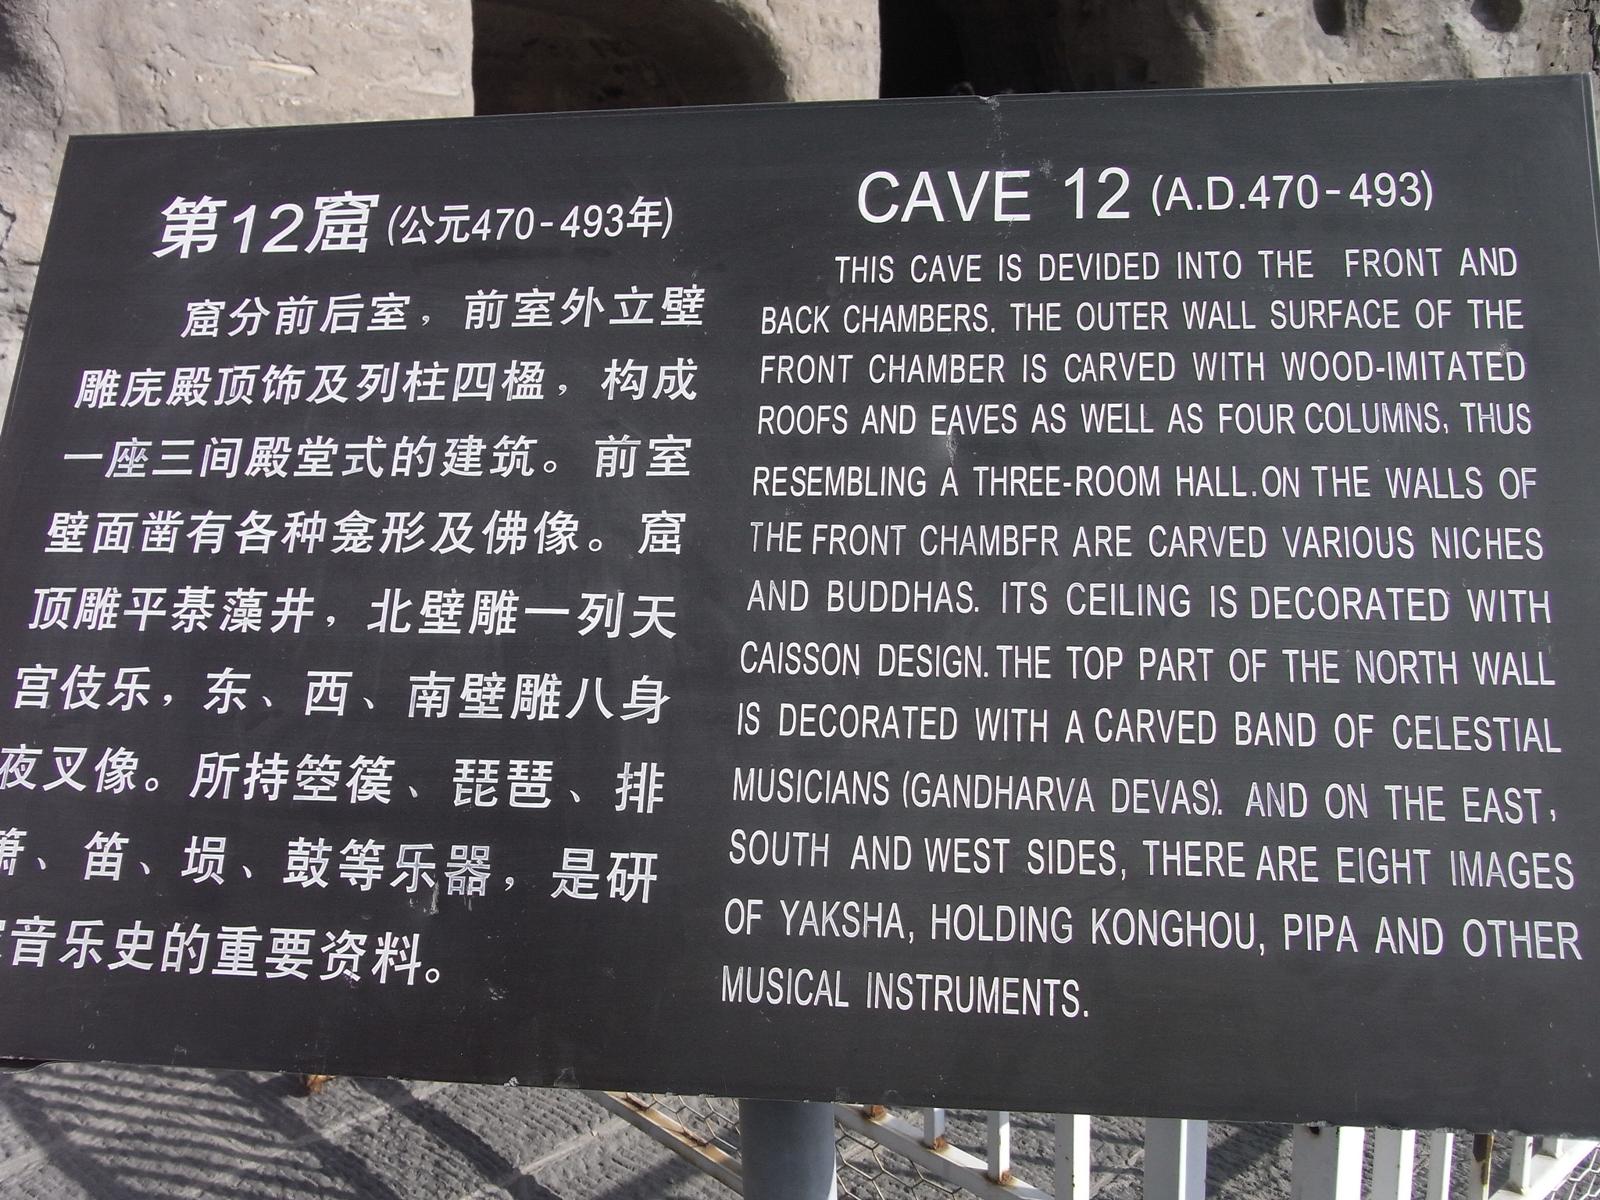 第12窟 (公元470-493年)
窟分前后室，前室外立壁
雕庑殿顶饰及列柱四楹，构成
一座三间殿堂式的建筑。前室
壁面凿有各种龛形及佛像。窟
顶雕平棊藻井，北壁雕一列天
宫伎乐，东、西、南壁雕八身
夜叉像。所持箜篌、琵琶、排
箫、笛、埙、鼓等乐器，是研
究音乐史的重要资料。
CAVE 12 (A.D.470-493)
THIS CAVE IS DEVIDED INTO THE FRONT AND
BACK CHAMBERS. THE OUTER WALL SURFACE OF THE
FRONT CHAMBER IS CARVED WITH WOOD-IMITATED
ROOFS AND EAVES AS WELL AS FOUR COLUMNS, THUS
RESEMBLING A THREE-ROOM HALL.ON THE WALLS OF
THE FRONT CHAMBFR ARE CARVED VARIOUS NICHES
AND BUDDHAS. ITS CEILING IS DECORATED WITH
CAISSON DESIGN.THE TOP PART OF THE NORTH WALL
IS DECORATED WITH A CARVED BAND OF CELESTIAL
MUSICIANS (GANDHARVA DEVAS). AND ON THE EAST,
SOUTH AND WEST SIDES, THERE ARE EIGHT IMAGES
OF YAKSHA, HOLDING KONGHOU, PIPA AND OTHER
MUSICAL INSTRUMENTS.